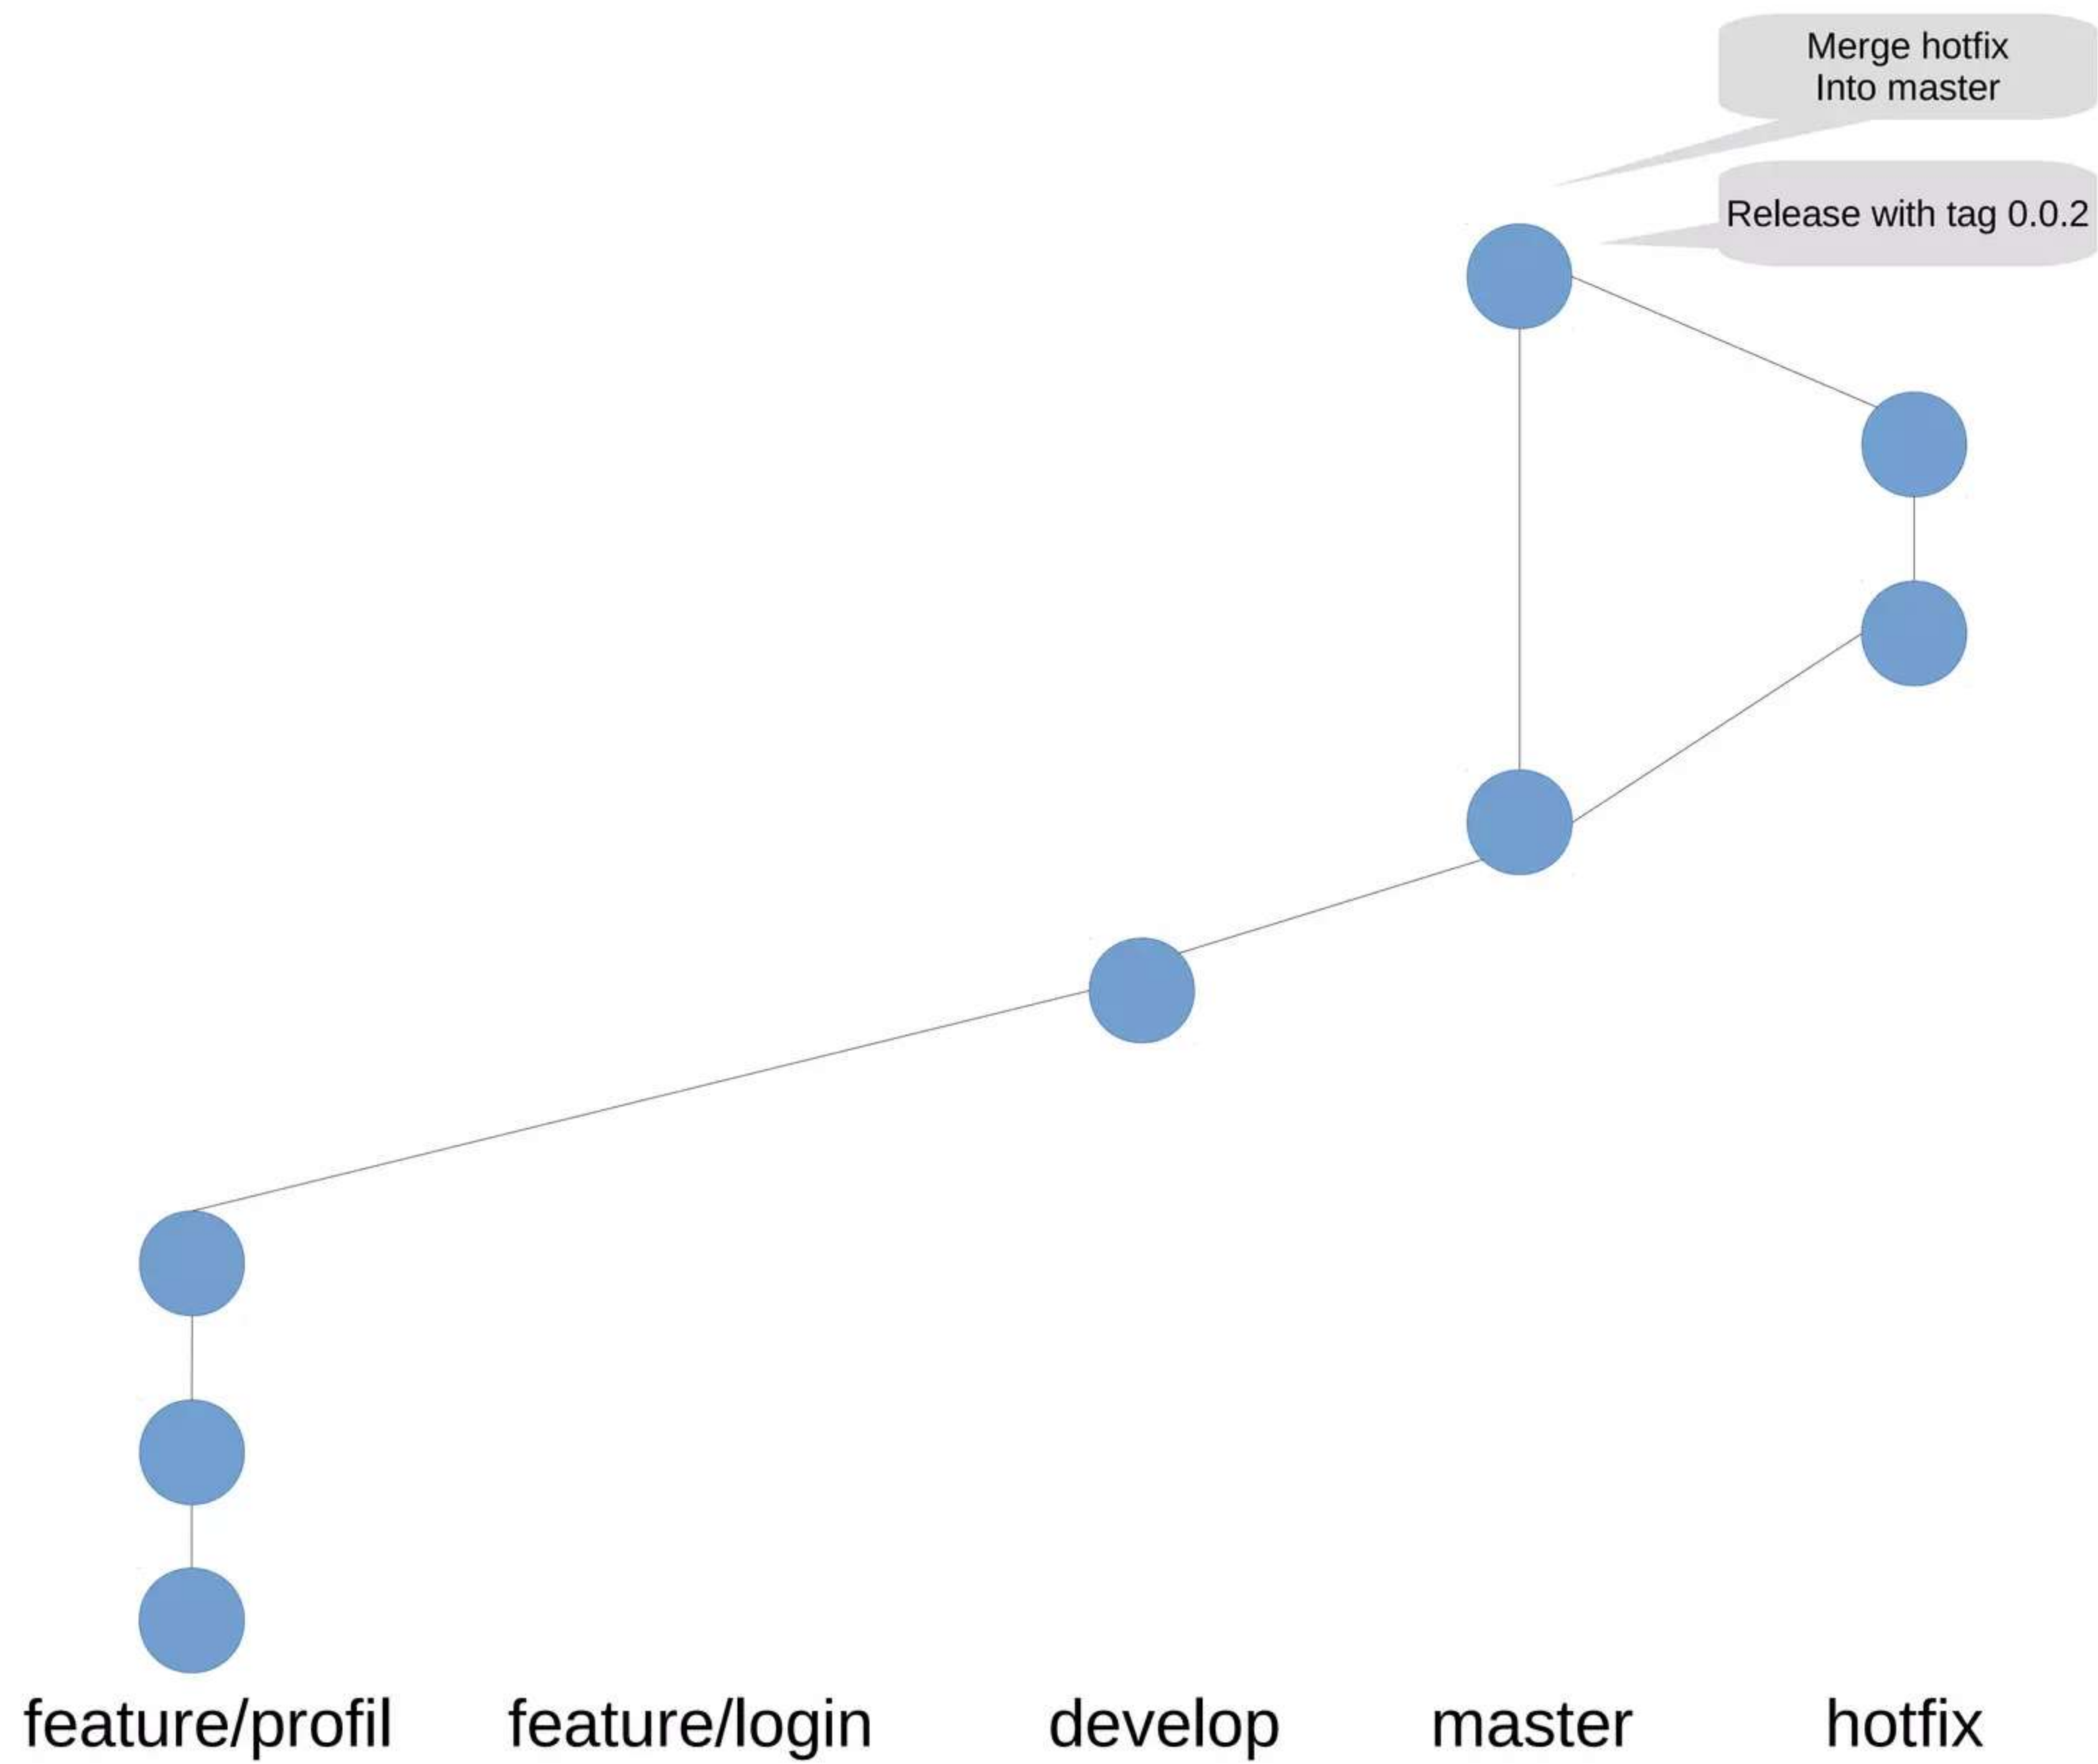 Merge hotfix
Into master
Release with tag 0.0.2
feature/profil
feature/login
develop
master
hotfix